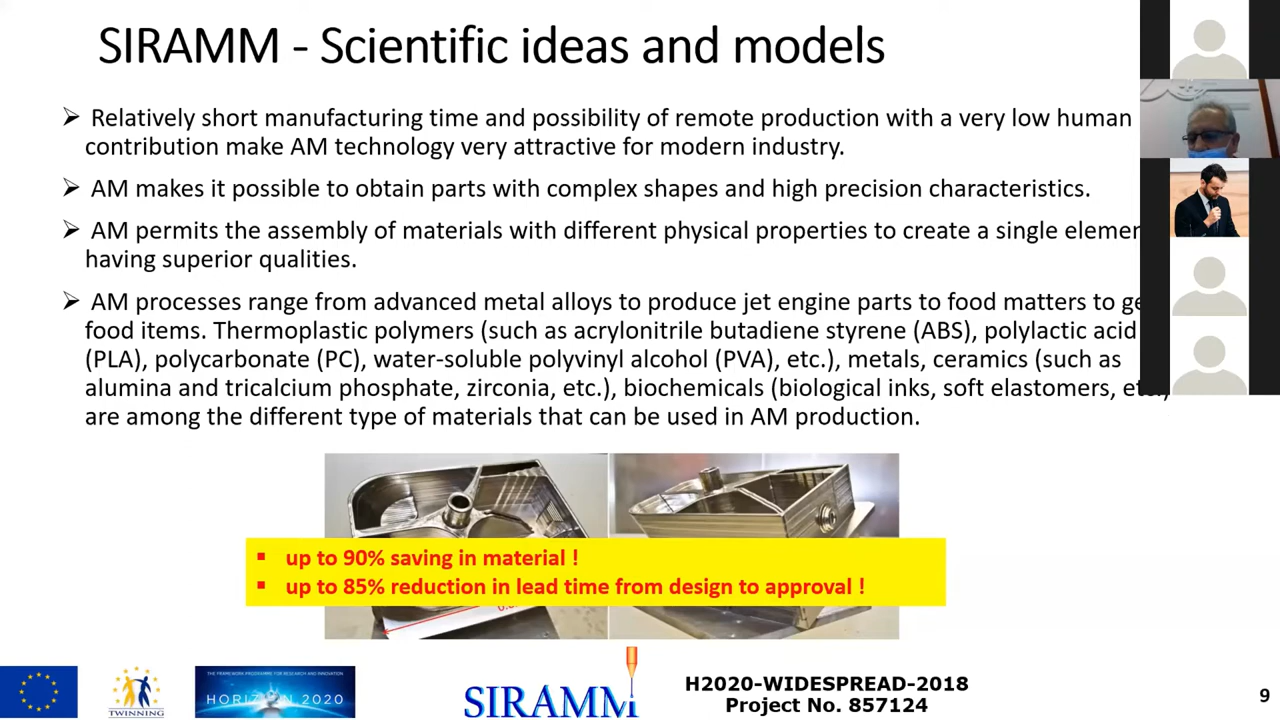 SIRAMM - Scientific ideas and models
Relatively short manufacturing time and possibility of remote production with a very low human
contribution make AM technology very attractive for modern industry.
AM makes it possible to obtain parts with complex shapes and high precision characteristics.
AM permits the assembly of materials with different physical properties to create a single
having superior qualities.
AM processes range from advanced metal alloys to produce jet engine parts to food matters to
food items. Thermoplastic polymers (such as acrylonitrile butadiene styrene (ABS), polylactic acid
(PLA), polycarbonate (PC), water-soluble polyvinyl alcohol (PVA), etc.), metals, ceramics (such as
alumina and tricalcium phosphate, zirconia, etc.), biochemicals (biological inks, soft elastomers,
are among the different type of materials that can be used in AM production.
up to 90% saving in material !
up to 85% reduction in lead time from design to approval !
THE FRAMEWORK PROGRAMME FOR RESEARCH AND INNOVATION
HORIZON 2020
TWINNING
SIRAMM
H2020-WIDESPREAD-2018
Project No. 857124
9